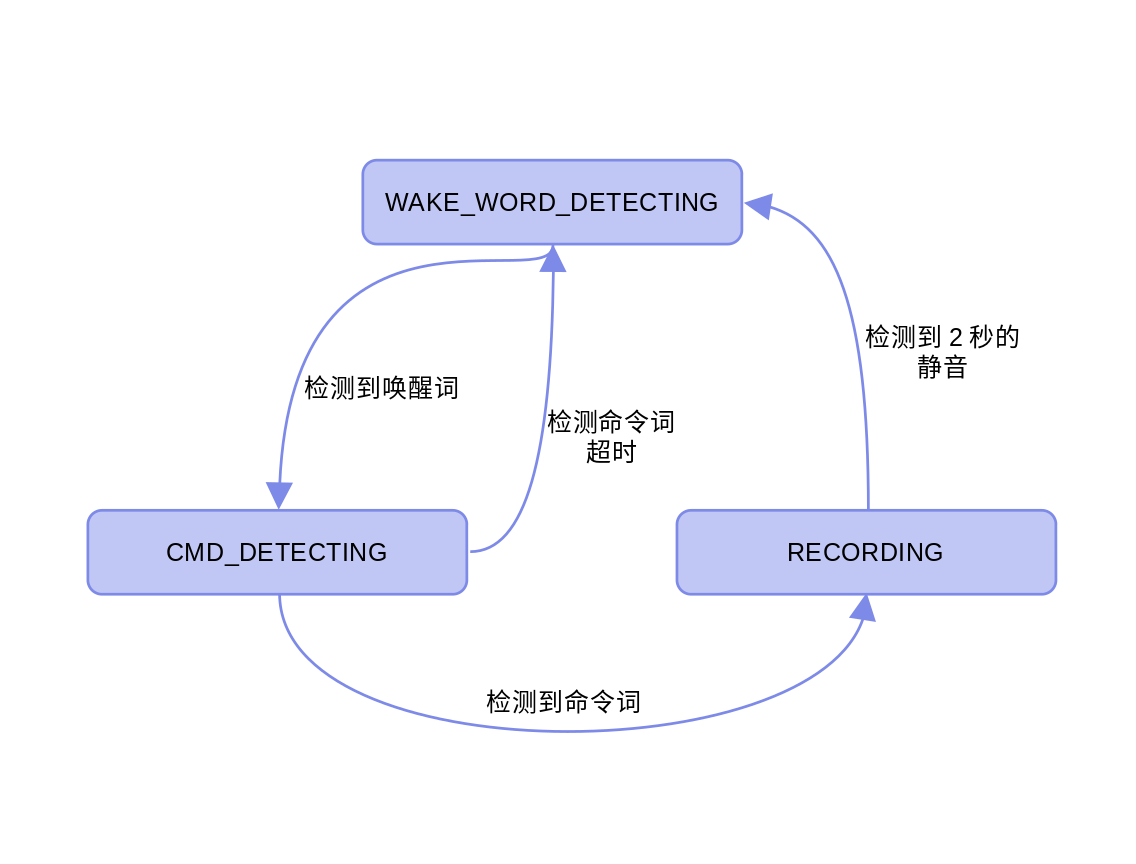 WAKE_WORD_DETECTING
检测到 2 秒的
静音
检测到唤醒词
检测命令词
超时
CMD_DETECTING
RECORDING
检测到命令词